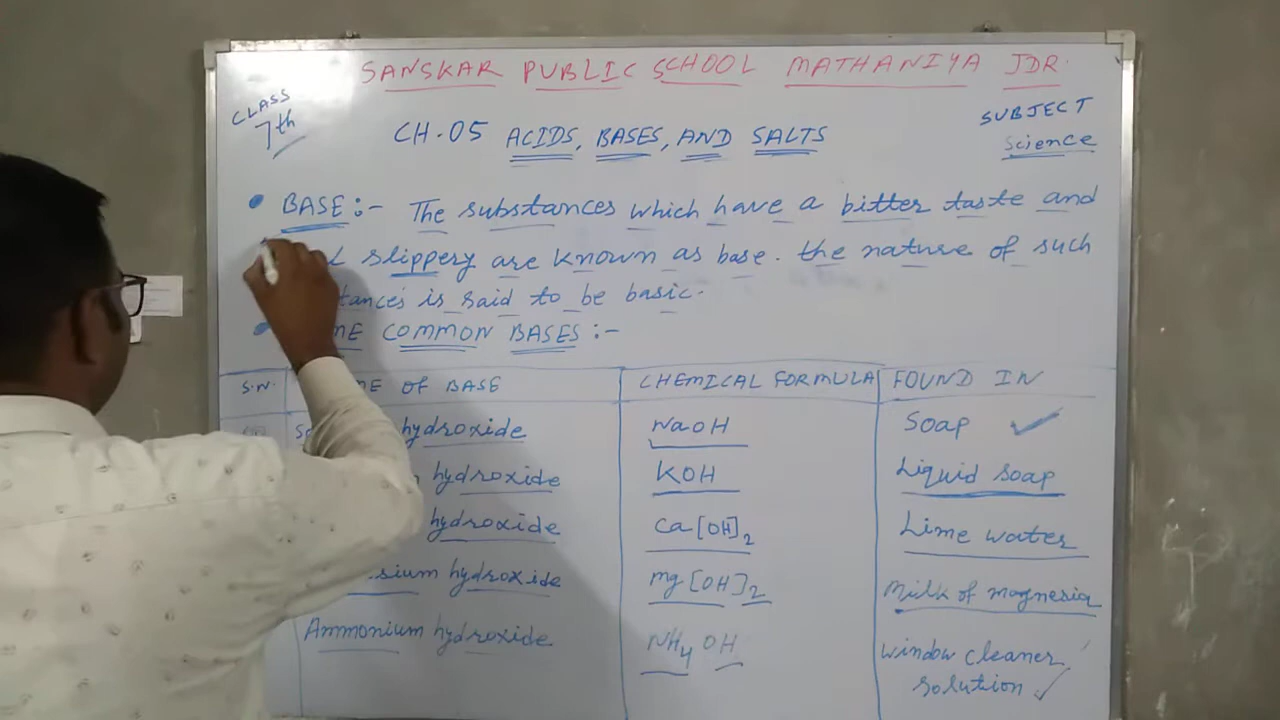 SANSKAR PUBLIC SCHOOL MATHANIYA JDR.
CLASS
7th
CH.05 ACIDS, BASES, AND SALTS
SUBJECT
Science
• BASE:- The substances which have a bitter taste and
slippery are known as base. the nature of such
is said to be basic.
• COMMON BASES:-
S.N. OF BASE CHEMICAL FORMULA FOUND IN
hydroxide NaOH Soap ✓
hydroxide KOH Liquid soap
hydroxide Ca[OH]2 Lime water
hydroxide mg[OH]2 Milk of magnesia
Ammonium hydroxide NH4 OH window cleaner
solution ✓